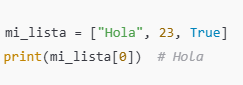 mi_lista = ["Hola", 23, True]
print(mi_lista[0])  # Hola